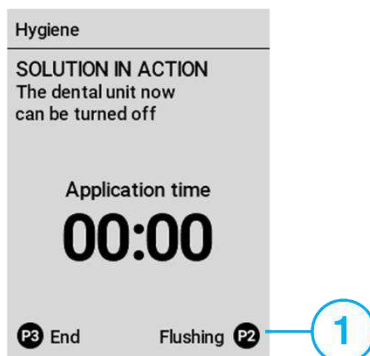 Hygiene
SOLUTION IN ACTION
The dental unit now
can be turned off
Application time
00:00
P3 End Flushing P2
1